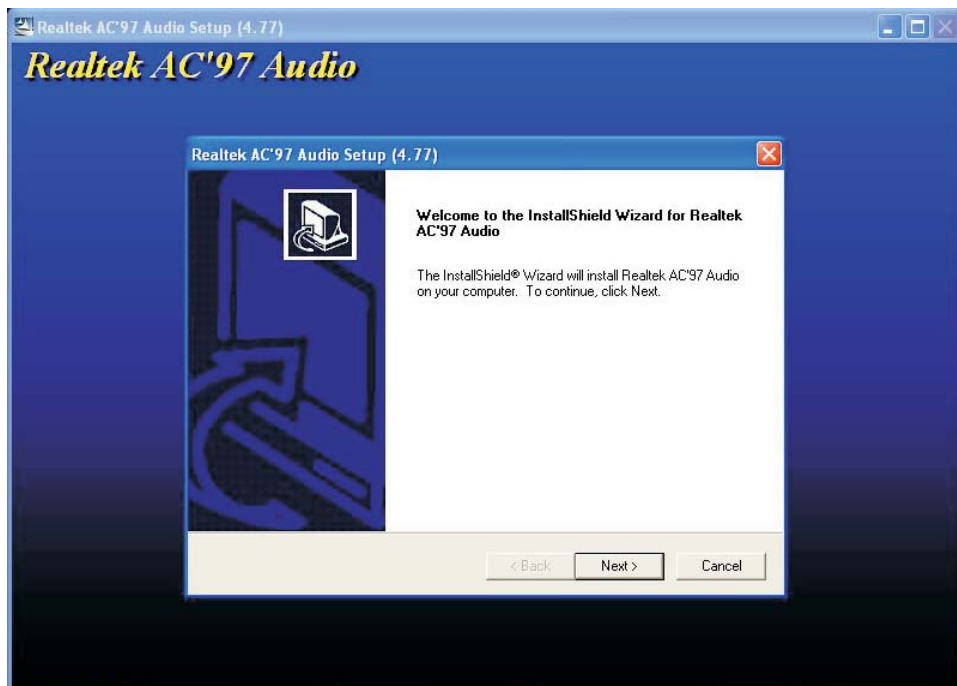 Realtek AC'97 Audio Setup (4.77)
Realtek AC'97 Audio
Realtek AC'97 Audio Setup (4.77)
Welcome to the InstallShield Wizard for Realtek
AC'97 Audio
The InstallShield® Wizard will install Realtek AC'97 Audio
on your computer. To continue, click Next.
< Back
Next >
Cancel